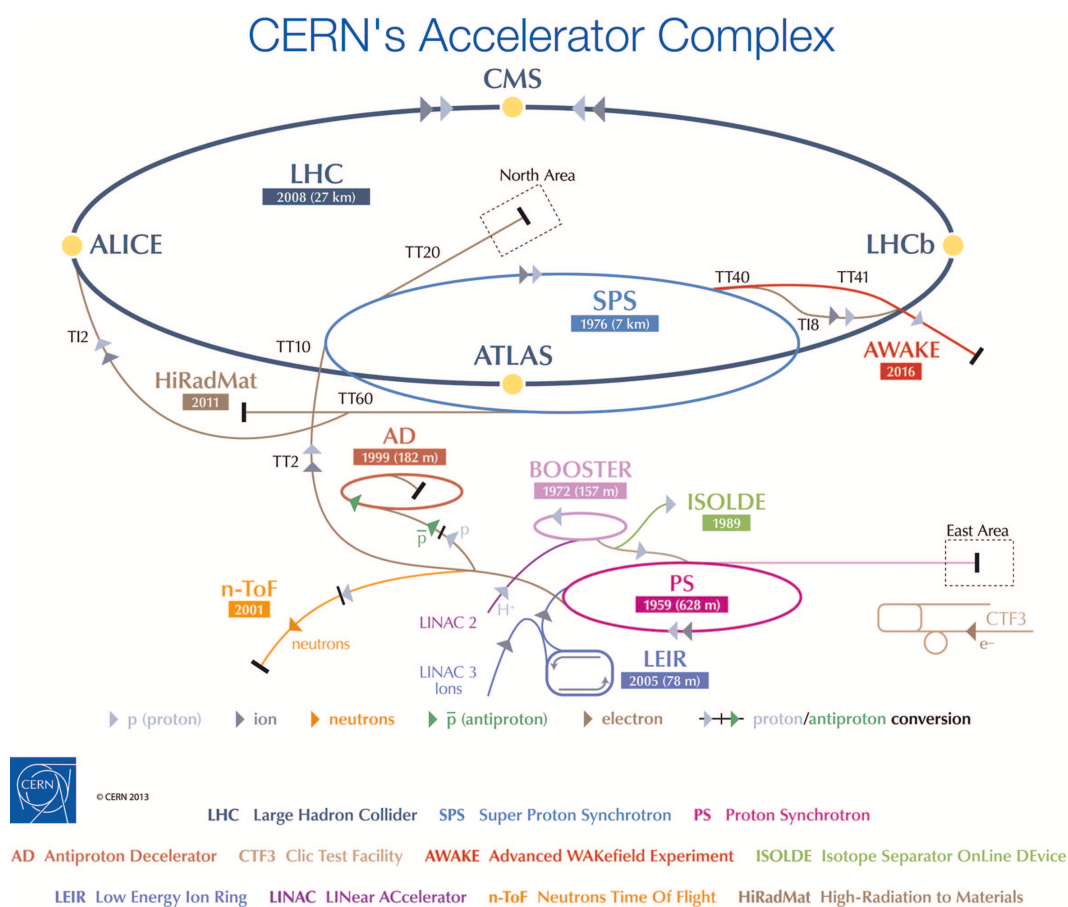 CERN's Accelerator Complex
CMS
LHC
2008 (27 km)
North Area
ALICE
LHCb
TT20
TT40
TT41
SPS
1976 (7 km)
TI2
TI8
TT10
ATLAS
AWAKE
2016
HiRadMat
2011
TT60
AD
1999 (182 m)
TT2
BOOSTER
1972 (157 m)
ISOLDE
1989
p̅
p
East Area
n-ToF
2001
PS
1959 (628 m)
H⁺
LINAC 2
neutrons
CTF3
e⁻
LINAC 3
Ions
LEIR
2005 (78 m)
p (proton) ion neutrons p̅ (antiproton) electron proton/antiproton conversion
CERN
© CERN 2013
LHC Large Hadron Collider SPS Super Proton Synchrotron PS Proton Synchrotron
AD Antiproton Decelerator CTF3 Clic Test Facility AWAKE Advanced WAKefield Experiment ISOLDE Isotope Separator OnLine DEvice
LEIR Low Energy Ion Ring LINAC LINear ACcelerator n-ToF Neutrons Time Of Flight HiRadMat High-Radiation to Materials